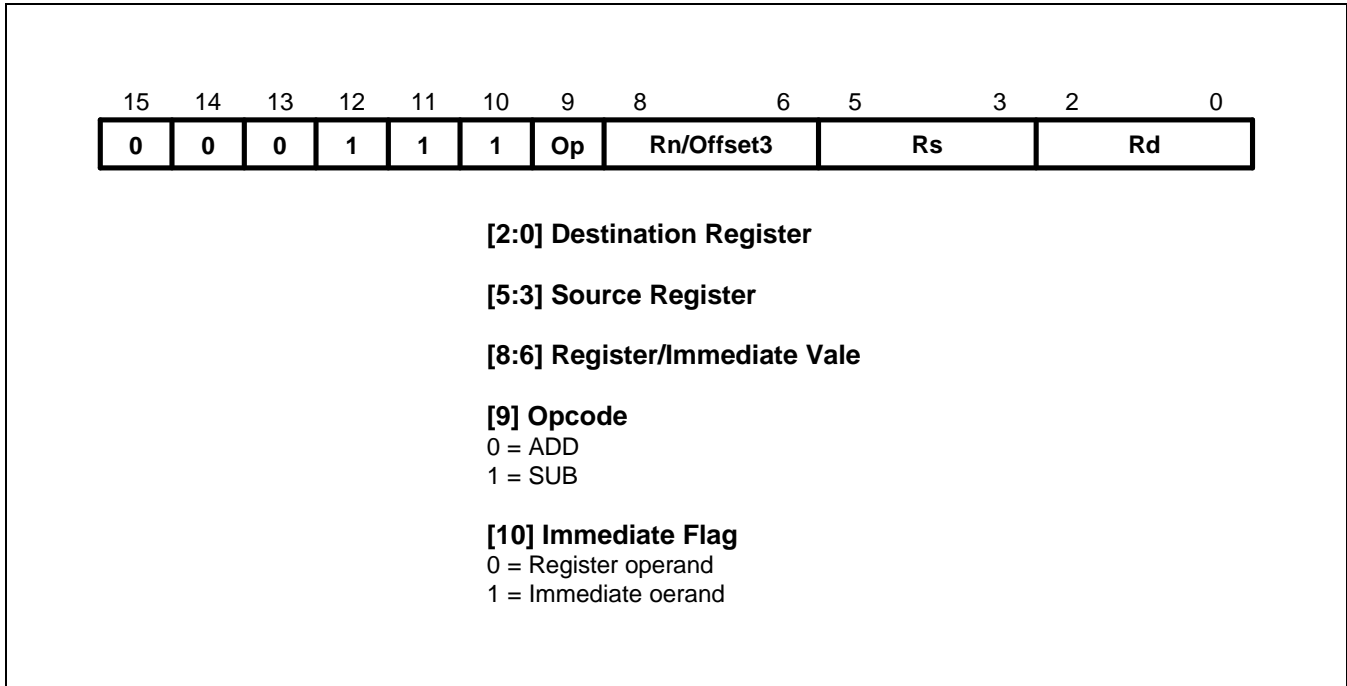 15 14 13 12 11 10 9 8 6 5 3 2 0
0 0 0 1 1 1 Op Rn/Offset3 Rs Rd
[2:0] Destination Register
[5:3] Source Register
[8:6] Register/Immediate Vale
[9] Opcode
0 = ADD
1 = SUB
[10] Immediate Flag
0 = Register operand
1 = Immediate oerand